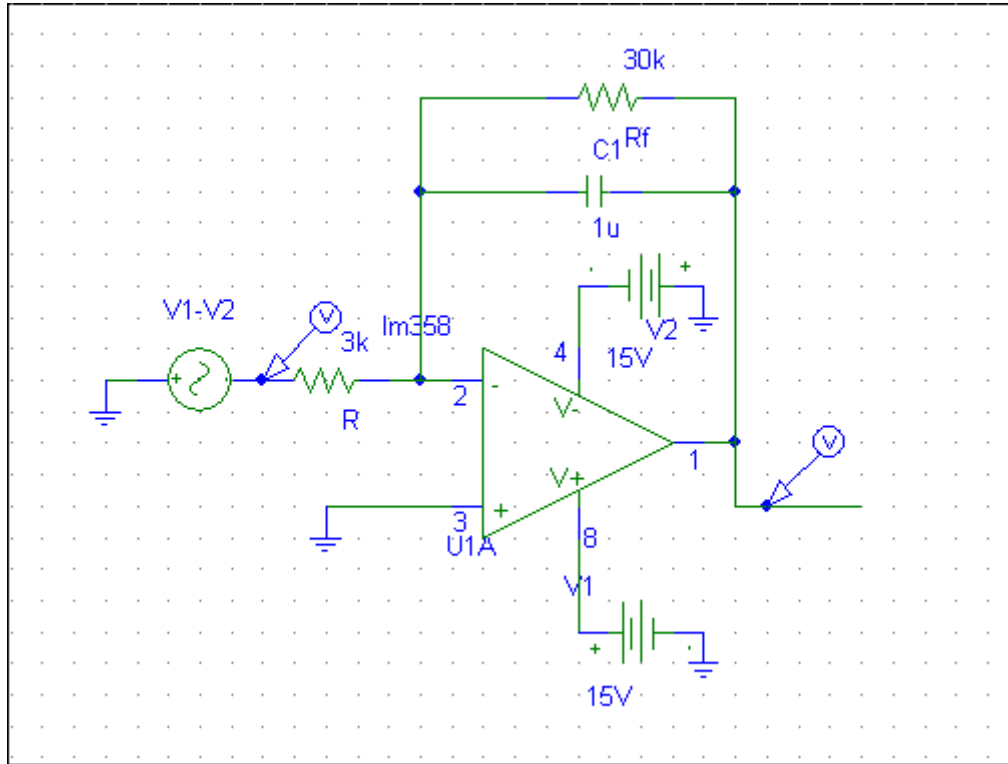 30k
C1
Rf
1u
V1-V2
V
3k
lm358
R
2
-
4
-
+
V2
15V
V-
V+
1
V
3
+
U1A
8
V1
+
-
15V
+